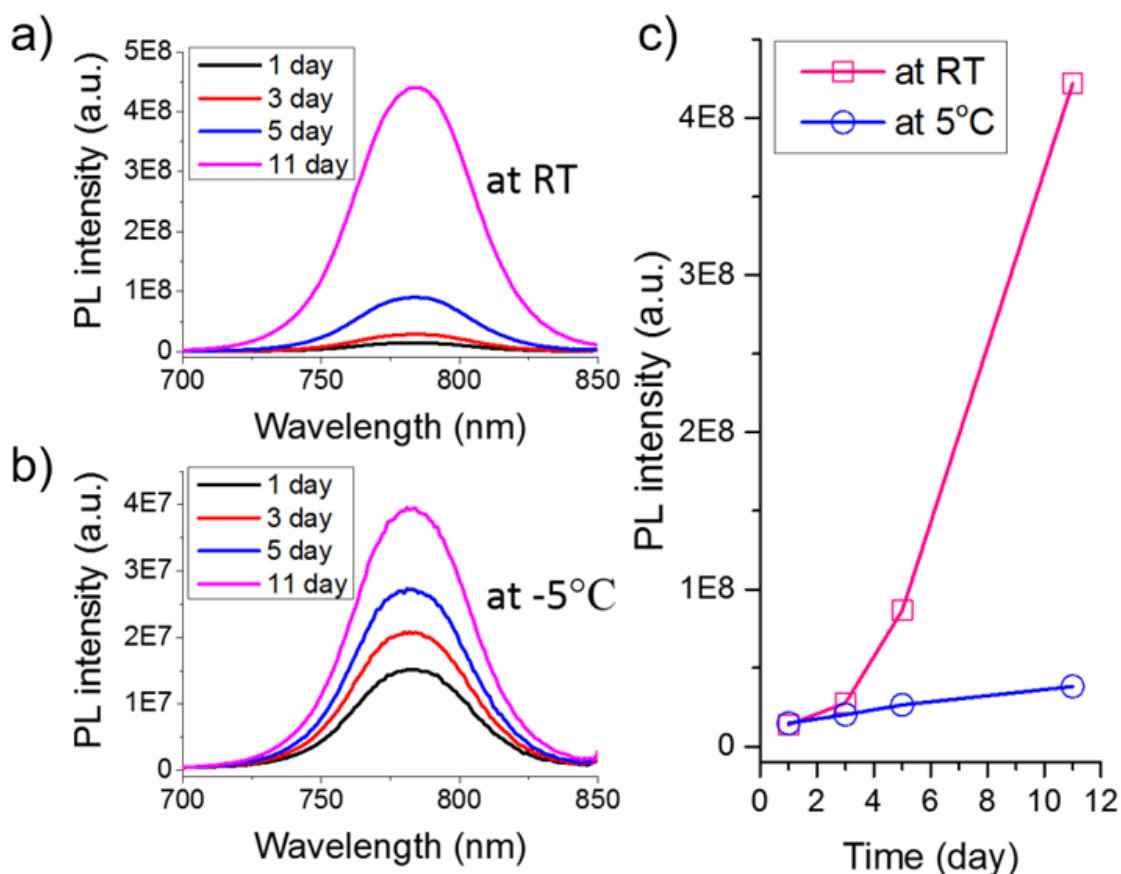 a)
5E8
4E8
3E8
2E8
1E8
0
PL intensity (a.u.)
1 day
3 day
5 day
11 day
at RT
700 750 800 850
Wavelength (nm)
b)
4E7
3E7
2E7
1E7
0
PL intensity (a.u.)
1 day
3 day
5 day
11 day
at -5°C
700 750 800 850
Wavelength (nm)
c)
at RT
at 5°C
4E8
3E8
2E8
1E8
0
PL intensity (a.u.)
0 2 4 6 8 10 12
Time (day)